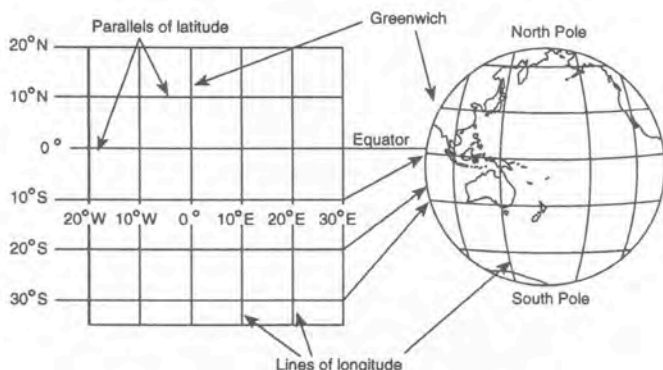 Parallels of latitude
Greenwich
North Pole
20°N
10°N
0°
Equator
10°S
20°W 10°W 0° 10°E 20°E 30°E
20°S
30°S
South Pole
Lines of longitude